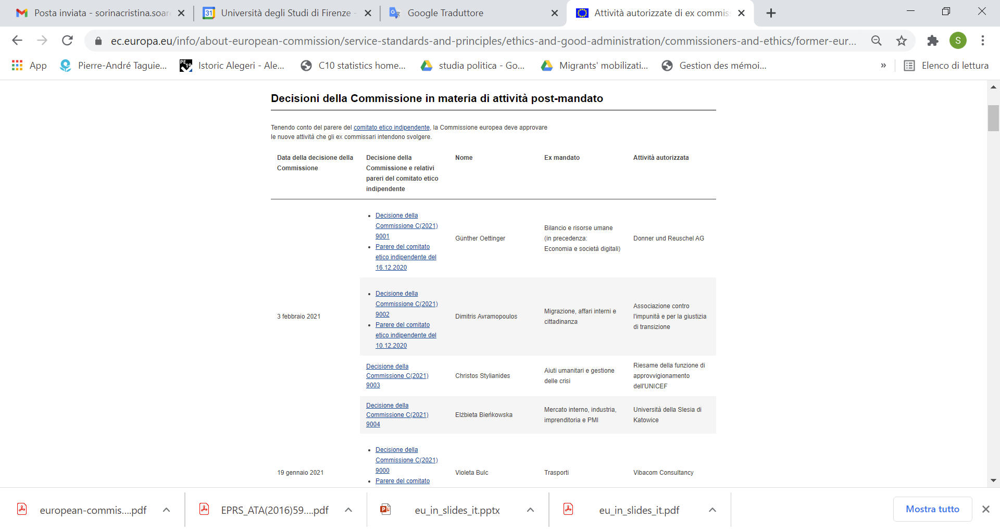 Posta inviata - sorinacristina.soare
Università degli Studi di Firenze -
Google Traduttore
Attività autorizzate di ex commiss
ec.europa.eu/info/about-european-commission/service-standards-and-principles/ethics-and-good-administration/commissioners-and-ethics/former-eur...
S
App
Pierre-André Taguie...
Istoric Alegeri - Ale...
C10 statistics home...
studia politica - Go...
Migrants' mobilizati...
Gestion des mémoi...
»
Elenco di lettura
Decisioni della Commissione in materia di attività post-mandato
Tenendo conto del parere del comitato etico indipendente, la Commissione europea deve approvare
le nuove attività che gli ex commissari intendono svolgere.
Data della decisione della
Commissione
Decisione della
Commissione e relativi
pareri del comitato etico
indipendente
Nome
Ex mandato
Attività autorizzata
3 febbraio 2021
• Decisione della
Commissione C(2021)
9001
• Parere del comitato
etico indipendente del
16.12.2020
Günther Oettinger
Bilancio e risorse umane
(in precedenza:
Economia e società digitali)
Donner und Reuschel AG
• Decisione della
Commissione C(2021)
9002
• Parere del comitato
etico indipendente del
10.12.2020
Dimitris Avramopoulos
Migrazione, affari interni e
cittadinanza
Associazione contro
l'impunità e per la giustizia
di transizione
Decisione della
Commissione C(2021)
9003
Christos Stylianides
Aiuti umanitari e gestione
delle crisi
Riesame della funzione di
approvvigionamento
dell'UNICEF
Decisione della
Commissione C(2021)
9004
Elżbieta Bieńkowska
Mercato interno, industria,
imprenditoria e PMI
Università della Slesia di
Katowice
19 gennaio 2021
• Decisione della
Commissione C(2021)
9000
• Parere del comitato
Violeta Bulc
Trasporti
Vibacom Consultancy
european-commis....pdf
EPRS_ATA(2016)59....pdf
eu_in_slides_it.pptx
eu_in_slides_it.pdf
Mostra tutto